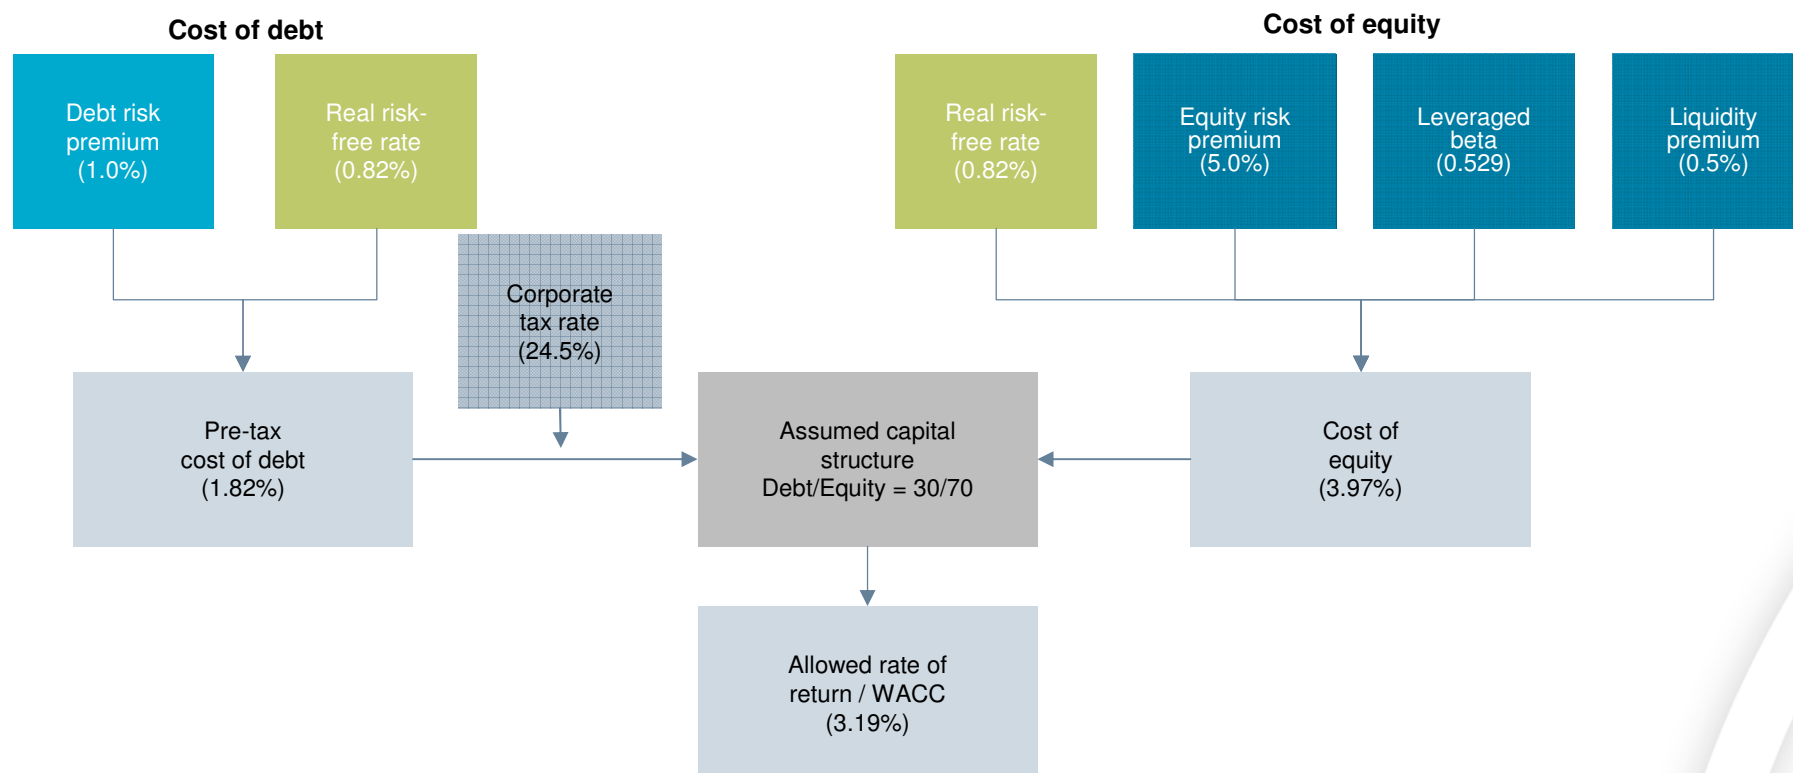 Cost of debt
Cost of equity
Debt risk
premium
(1.0%)
Real risk-
free rate
(0.82%)
Real risk-
free rate
(0.82%)
Equity risk
premium
(5.0%)
Leveraged
beta
(0.529)
Liquidity
premium
(0.5%)
Corporate
tax rate
(24.5%)
Pre-tax
cost of debt
(1.82%)
Assumed capital
structure
Debt/Equity = 30/70
Cost of
equity
(3.97%)
Allowed rate of
return / WACC
(3.19%)